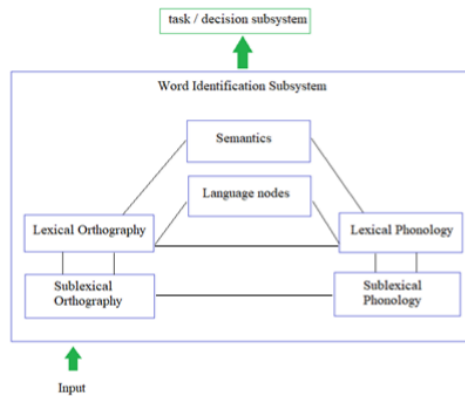 task / decision subsystem
Word Identification Subsystem
Semantics
Language nodes
Lexical Orthography
Lexical Phonology
Sublexical
Orthography
Sublexical
Phonology
Input